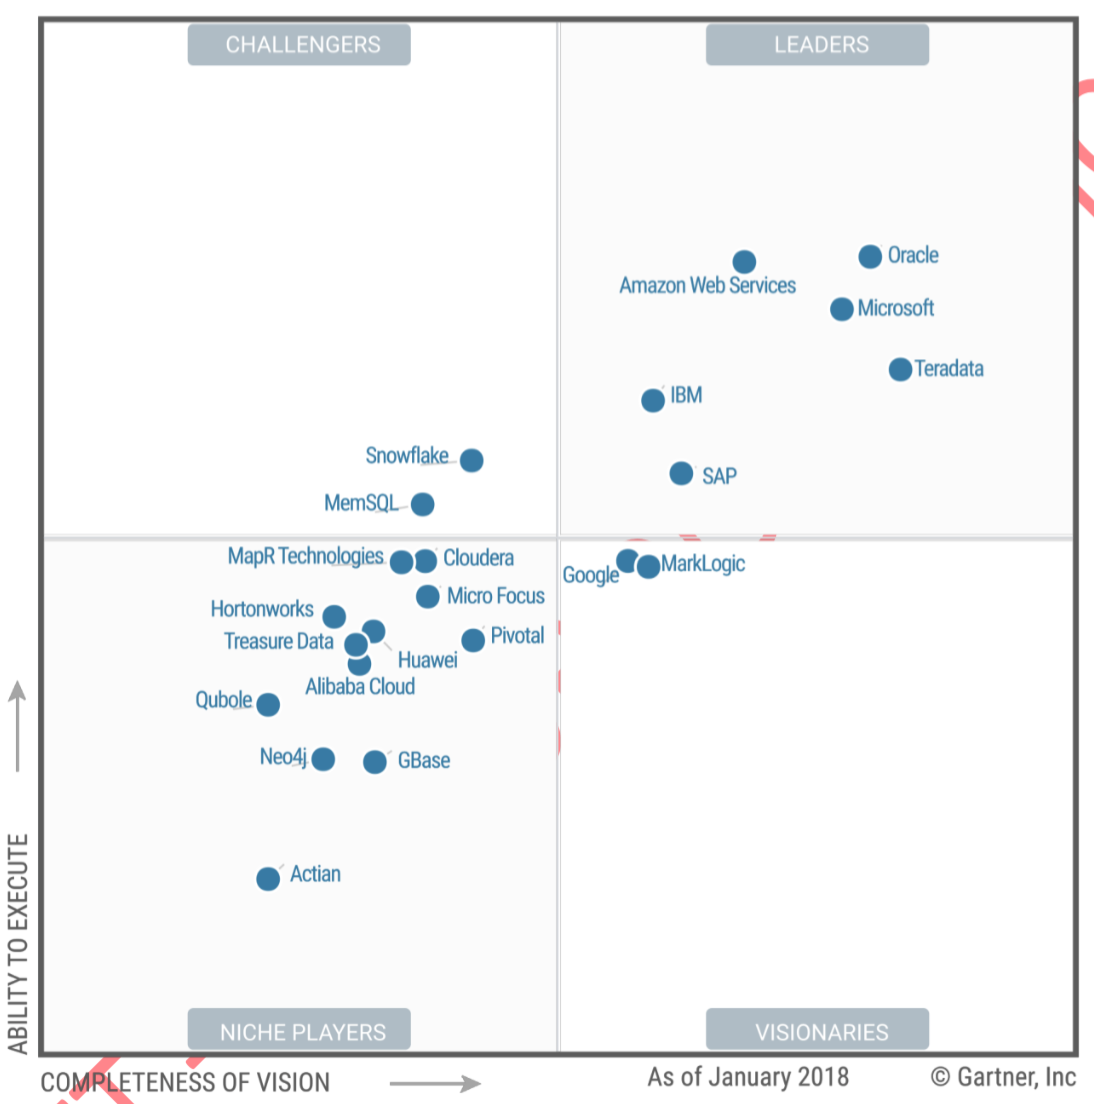 CHALLENGERS
LEADERS
Oracle
Amazon Web Services
Microsoft
Teradata
IBM
Snowflake
SAP
MemSQL
MapR Technologies
Cloudera
Google
MarkLogic
Micro Focus
Hortonworks
Treasure Data
Pivotal
Huawei
Alibaba Cloud
Qubole
Neo4j
GBase
Actian
ABILITY TO EXECUTE
NICHE PLAYERS
VISIONARIES
COMPLETENESS OF VISION
As of January 2018
© Gartner, Inc